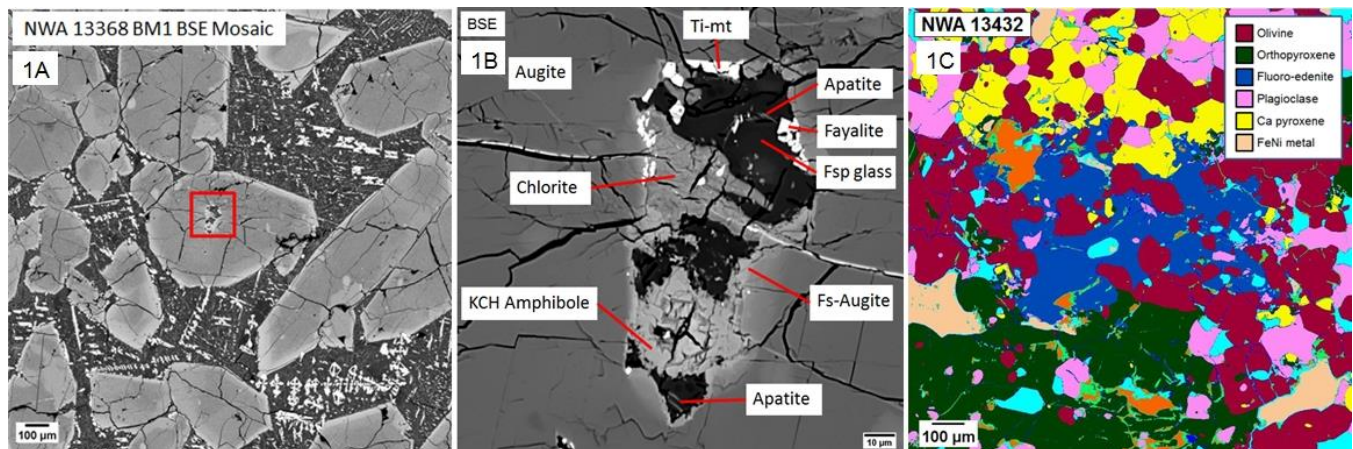 NWA 13368 BM1 BSE Mosaic
1A
100 µm
BSE
1B
Ti-mt
Augite
Apatite
Fayalite
Fsp glass
Chlorite
KCH Amphibole
Fs-Augite
Apatite
10 µm
NWA 13432
1C
Olivine
Orthopyroxene
Fluoro-edenite
Plagioclase
Ca pyroxene
FeNi metal
100 µm